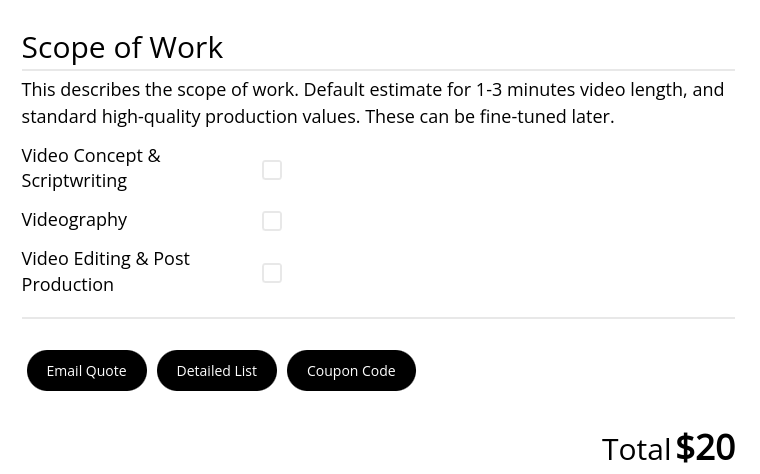 Scope of Work
This describes the scope of work. Default estimate for 1-3 minutes video length, and
standard high-quality production values. These can be fine-tuned later.
Video Concept &
Scriptwriting
Videography
Video Editing & Post
Production
Email Quote Detailed List Coupon Code
Total $20